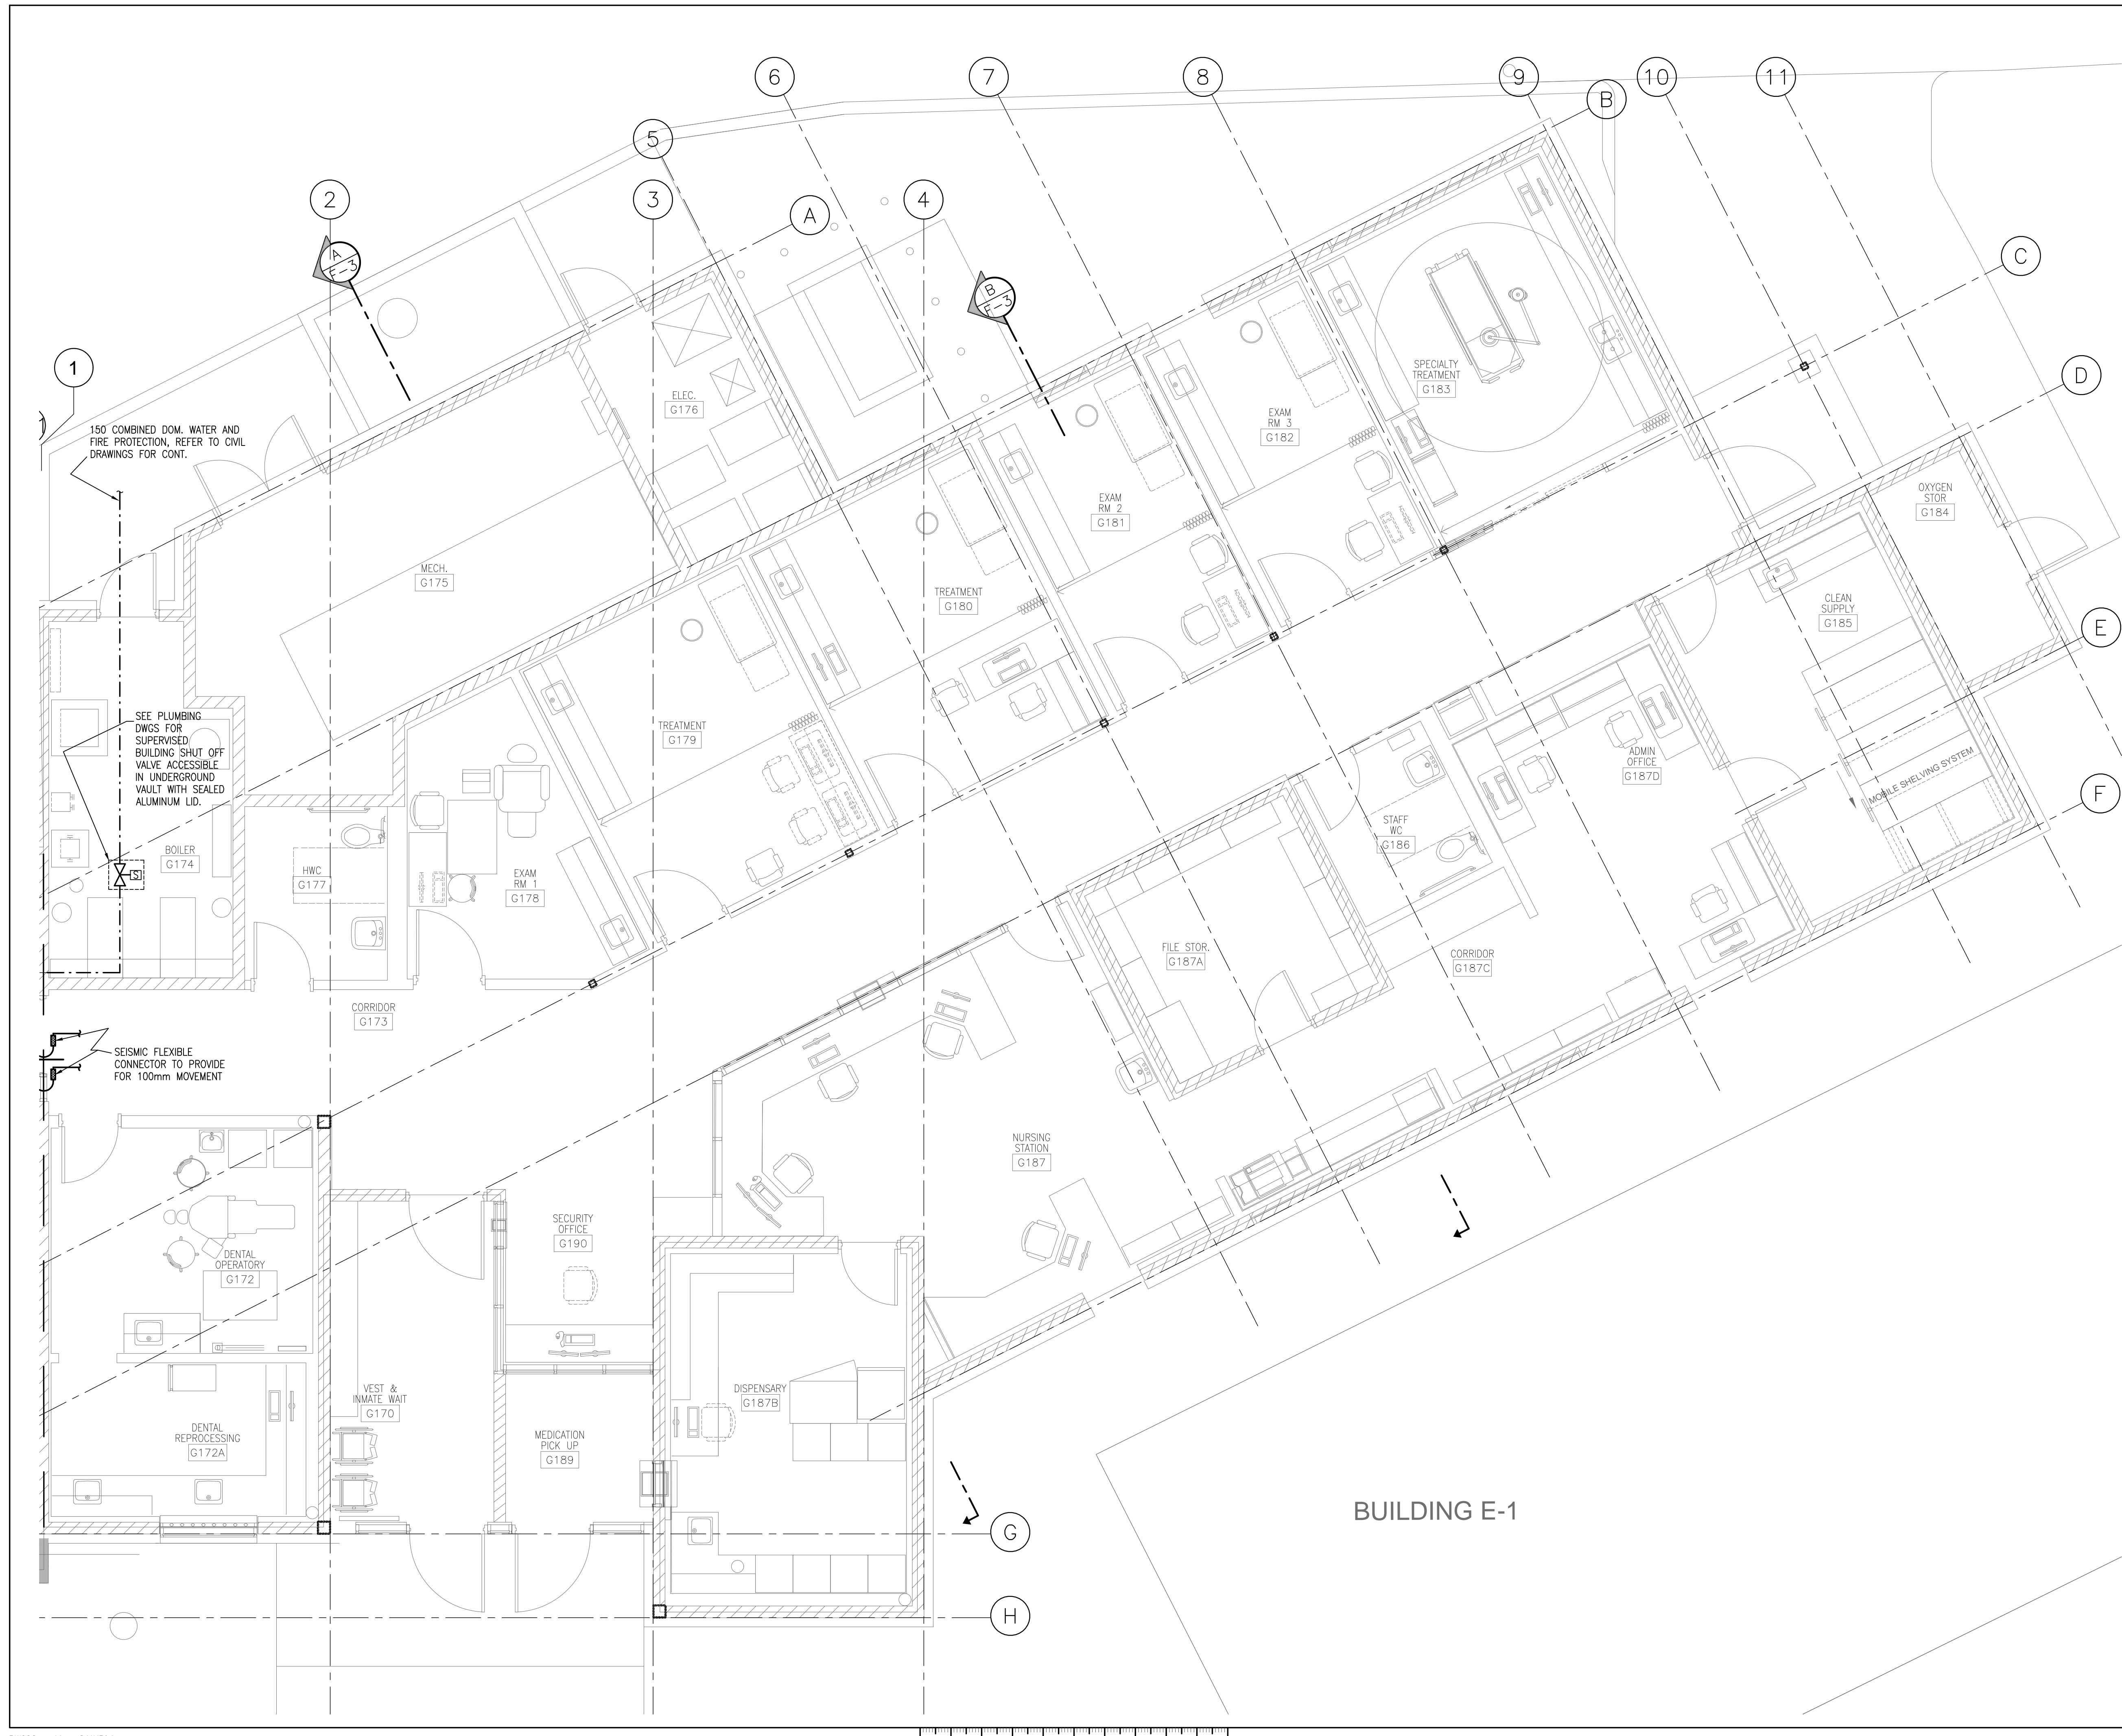 6
7
8
9
10
11
B
5
2
3
4
A
A
F-3
B
F-3
C
D
1
150 COMBINED DOM. WATER AND
FIRE PROTECTION, REFER TO CIVIL
DRAWINGS FOR CONT.
ELEC.
G176
SPECIALTY
TREATMENT
G183
EXAM
RM 3
G182
EXAM
RM 2
G181
OXYGEN
STOR
G184
MECH.
G175
TREATMENT
G180
CLEAN
SUPPLY
G185
E
SEE PLUMBING
DWGS FOR
SUPERVISED
BUILDING SHUT OFF
VALVE ACCESSIBLE
IN UNDERGROUND
VAULT WITH SEALED
ALUMINUM LID.
TREATMENT
G179
ADMIN
OFFICE
G187D
MOBILE SHELVING SYSTEM
F
BOILER
G174
S
HWC
G177
EXAM
RM 1
G178
STAFF
WC
G186
FILE STOR.
G187A
CORRIDOR
G187C
CORRIDOR
G173
SEISMIC FLEXIBLE
CONNECTOR TO PROVIDE
FOR 100mm MOVEMENT
NURSING
STATION
G187
SECURITY
OFFICE
G190
DENTAL
OPERATORY
G172
VEST &
INMATE WAIT
G170
DISPENSARY
G187B
DENTAL
REPROCESSING
G172A
MEDICATION
PICK UP
G189
BUILDING E-1
G
H